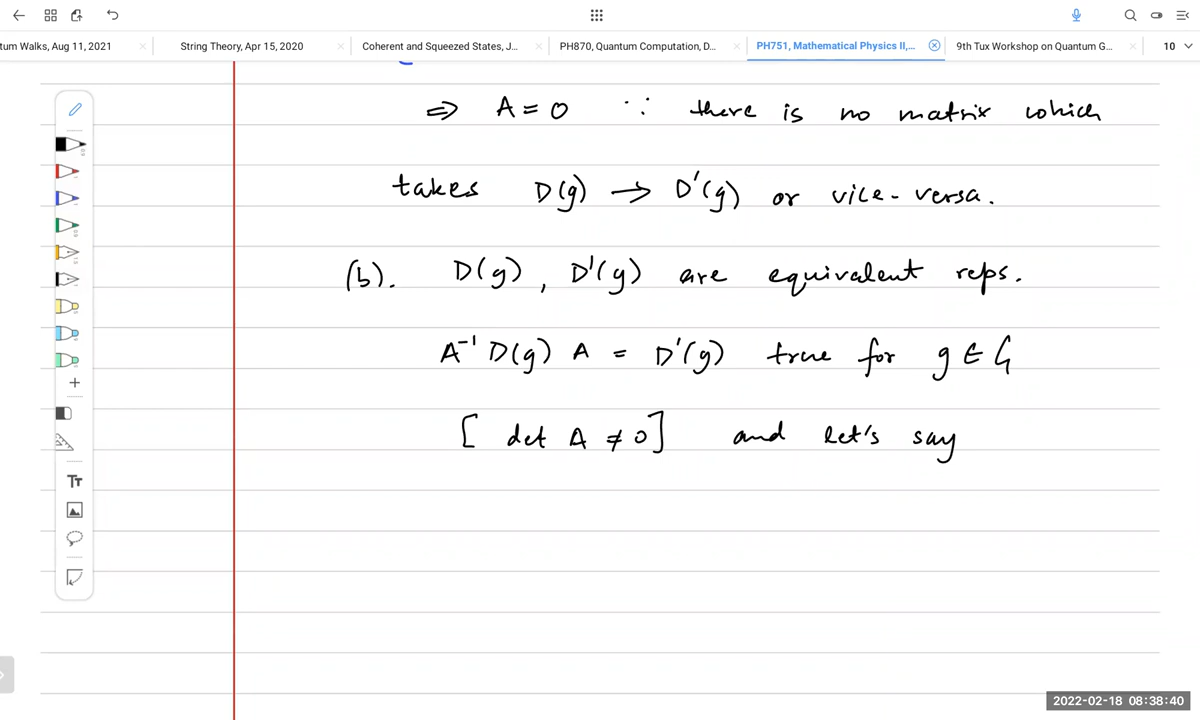 tum Walks, Aug 11, 2021
String Theory, Apr 15, 2020
Coherent and Squeezed States, J...
PH870, Quantum Computation, D...
PH751, Mathematical Physics II,...
9th Tux Workshop on Quantum G...
10
⇒ A = 0 ∵ there is no matrix which
takes D(g) → D'(g) or vice-versa.
(b). D(g), D'(g) are equivalent reps.
A⁻¹ D(g) A = D'(g) true for g ∈ G
[ det A ≠ 0] and let's say
TT
2022-02-18 08:38:40